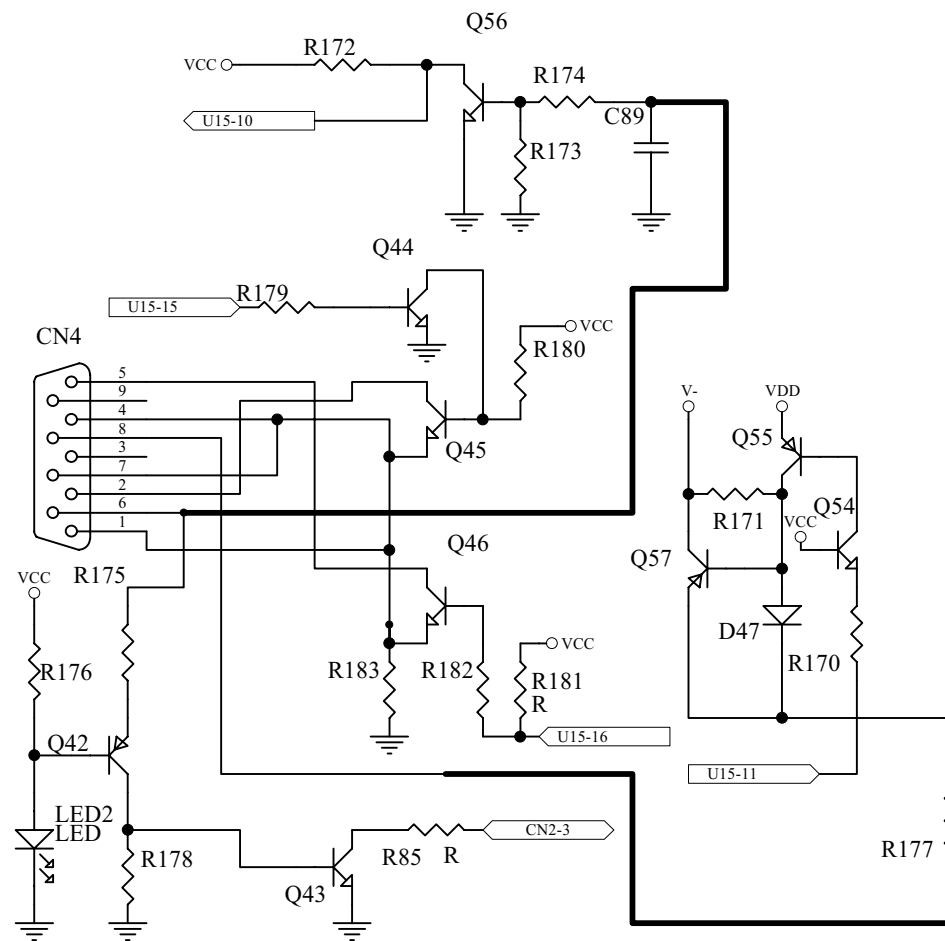 Q56
R172
VCC
R174
U15-10
C89
R173
Q44
R179
U15-15
VCC
CN4
R180
5
9
4
8
3
7
2
6
1
Q45
V-
VDD
Q55
R171
Q54
VCC
Q46
Q57
R175
VCC
D47
VCC
R176
R183
R182
R181
R
R170
Q42
U15-16
U15-11
LED2
LED
CN2-3
R178
R85
R
R177
Q43